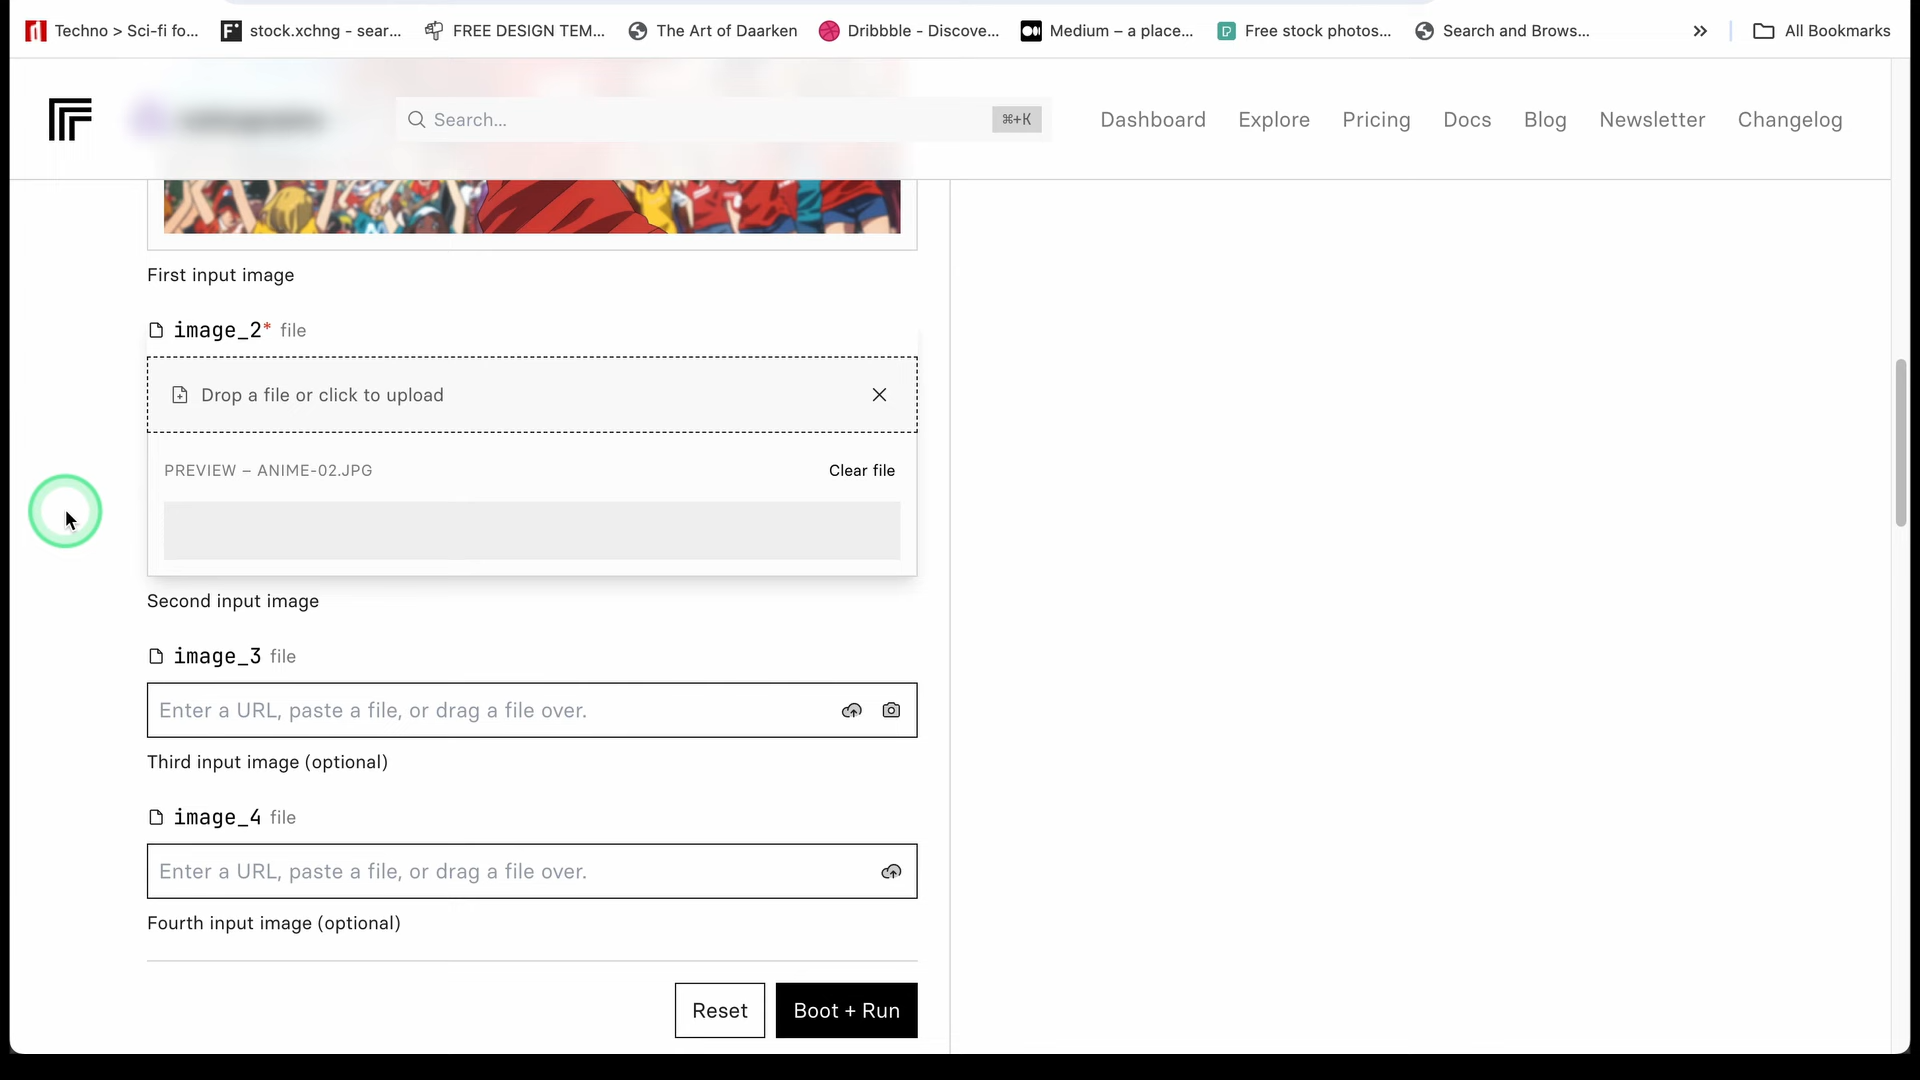 Techno > Sci-fi fo... stock.xchng - sear... FREE DESIGN TEM... The Art of Daarken Dribbble - Discove... Medium – a place... Free stock photos... Search and Brows... » All Bookmarks
Search... ⌘+K Dashboard Explore Pricing Docs Blog Newsletter Changelog
First input image
image_2* file
Drop a file or click to upload
PREVIEW – ANIME-02.JPG Clear file
Second input image
image_3 file
Enter a URL, paste a file, or drag a file over.
Third input image (optional)
image_4 file
Enter a URL, paste a file, or drag a file over.
Fourth input image (optional)
Reset Boot + Run